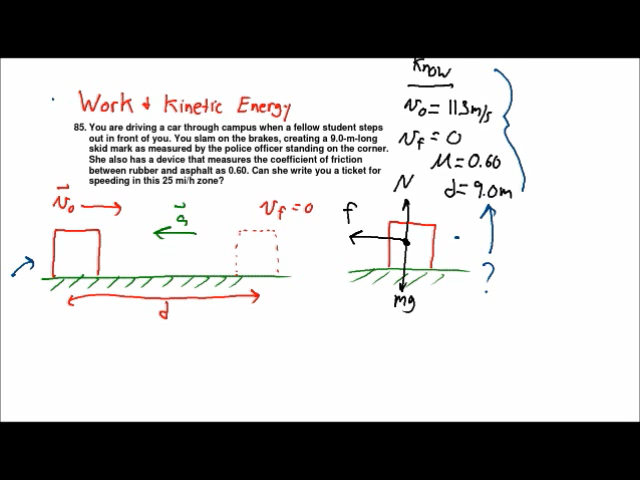 Know
Work & Kinetic Energy
v₀ = 113m/s
85. You are driving a car through campus when a fellow student steps
out in front of you. You slam on the brakes, creating a 9.0-m-long
skid mark as measured by the police officer standing on the corner.
She also has a device that measures the coefficient of friction
between rubber and asphalt as 0.60. Can she write you a ticket for
speeding in this 25 mi/h zone?
v_f = 0
μ = 0.60
d = 9.0m
v₀
a
v_f = 0
N
f
mg
?
d